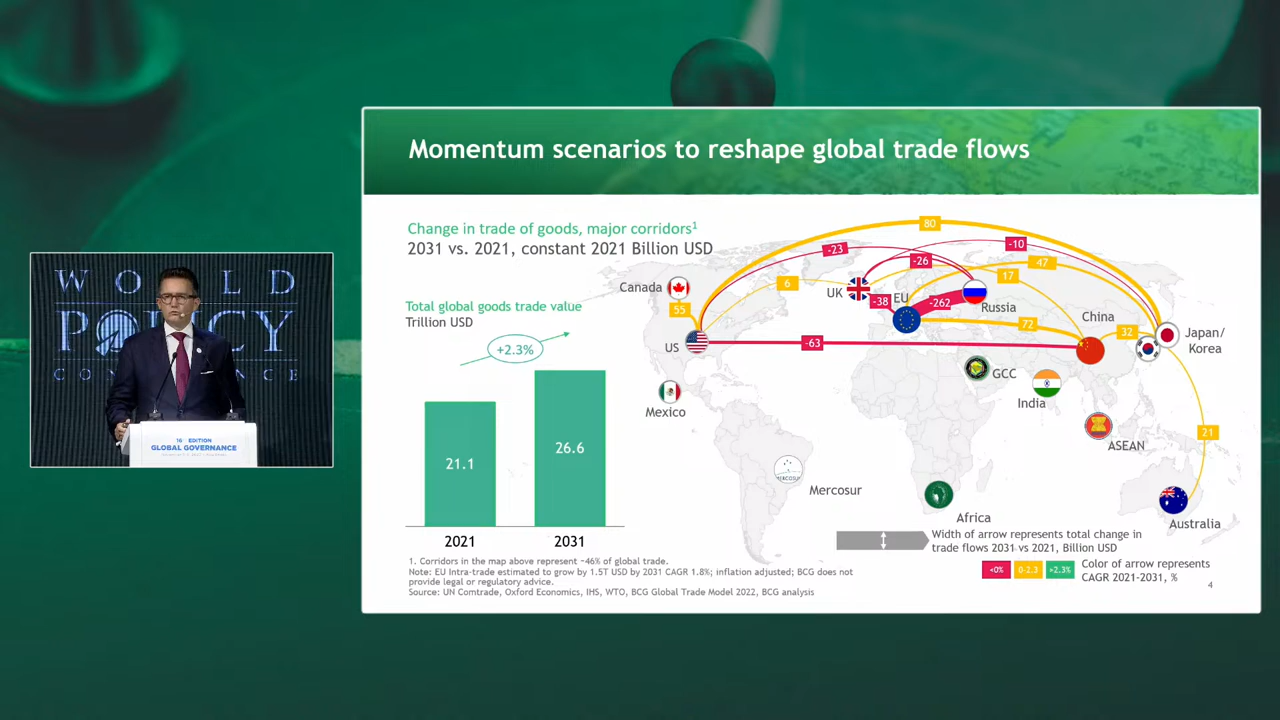 Momentum scenarios to reshape global trade flows
Change in trade of goods, major corridors1
2031 vs. 2021, constant 2021 Billion USD
Total global goods trade value
Trillion USD
+2.3%
21.1
26.6
2021
2031
80
-23
-10
-26
47
17
6
Canada
55
UK
-38
EU
-262
Russia
China
72
32
Japan/
Korea
US
-63
GCC
India
Mexico
ASEAN
21
MERCOSUR
Mercosur
Africa
Australia
Width of arrow represents total change in
trade flows 2031 vs 2021, Billion USD
<0%
0-2.3
>2.3%
Color of arrow represents
CAGR 2021-2031, %
1. Corridors in the map above represent ~46% of global trade.
Note: EU Intra-trade estimated to grow by 1.5T USD by 2031 CAGR 1.8%; inflation adjusted; BCG does not
provide legal or regulatory advice.
Source: UN Comtrade, Oxford Economics, IHS, WTO, BCG Global Trade Model 2022, BCG analysis
4
WORLD
POLICY
CONFERENCE
16 EDITION
GLOBAL GOVERNANCE